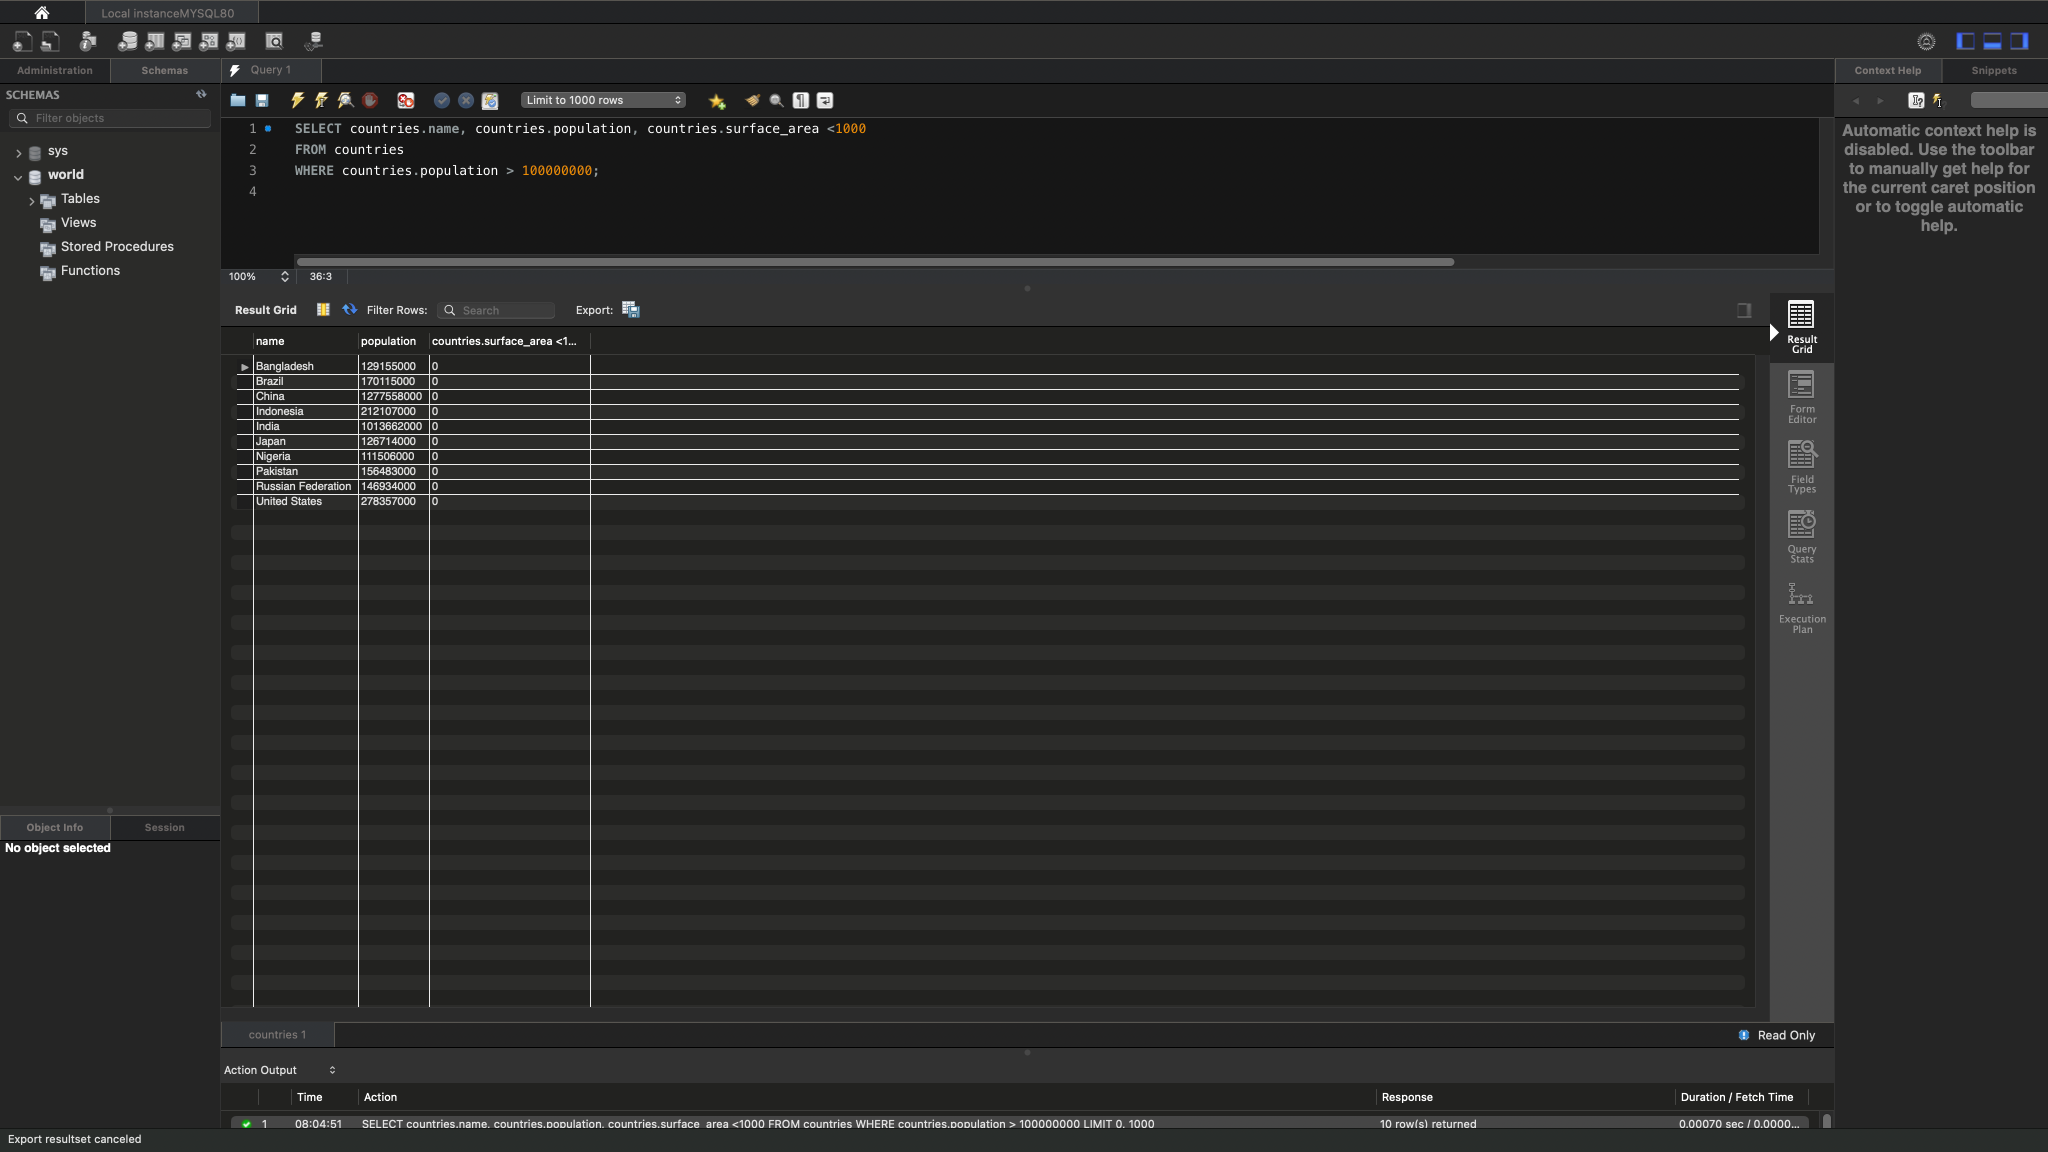 Local instanceMYSQL80
Administration
Schemas
Query 1
Context Help
Snippets
SCHEMAS
Filter objects
sys
world
Tables
Views
Stored Procedures
Functions
Limit to 1000 rows
1 SELECT countries.name, countries.population, countries.surface_area <1000
2 FROM countries
3 WHERE countries.population > 100000000;
4
100% 36:3
Automatic context help is
disabled. Use the toolbar
to manually get help for
the current caret position
or to toggle automatic
help.
Result Grid Filter Rows: Search Export:
name population countries.surface_area <1...
Bangladesh 129155000 0
Brazil 170115000 0
China 1277558000 0
Indonesia 212107000 0
India 1013662000 0
Japan 126714000 0
Nigeria 111506000 0
Pakistan 156483000 0
Russian Federation 146934000 0
United States 278357000 0
Result
Grid
Form
Editor
Field
Types
Query
Stats
Execution
Plan
Object Info
Session
No object selected
countries 1
Read Only
Action Output
Time Action Response Duration / Fetch Time
1 08:04:51 SELECT countries.name, countries.population, countries.surface_area <1000 FROM countries WHERE countries.population > 100000000 LIMIT 0, 1000 10 row(s) returned 0.00070 sec / 0.0000...
Export resultset canceled